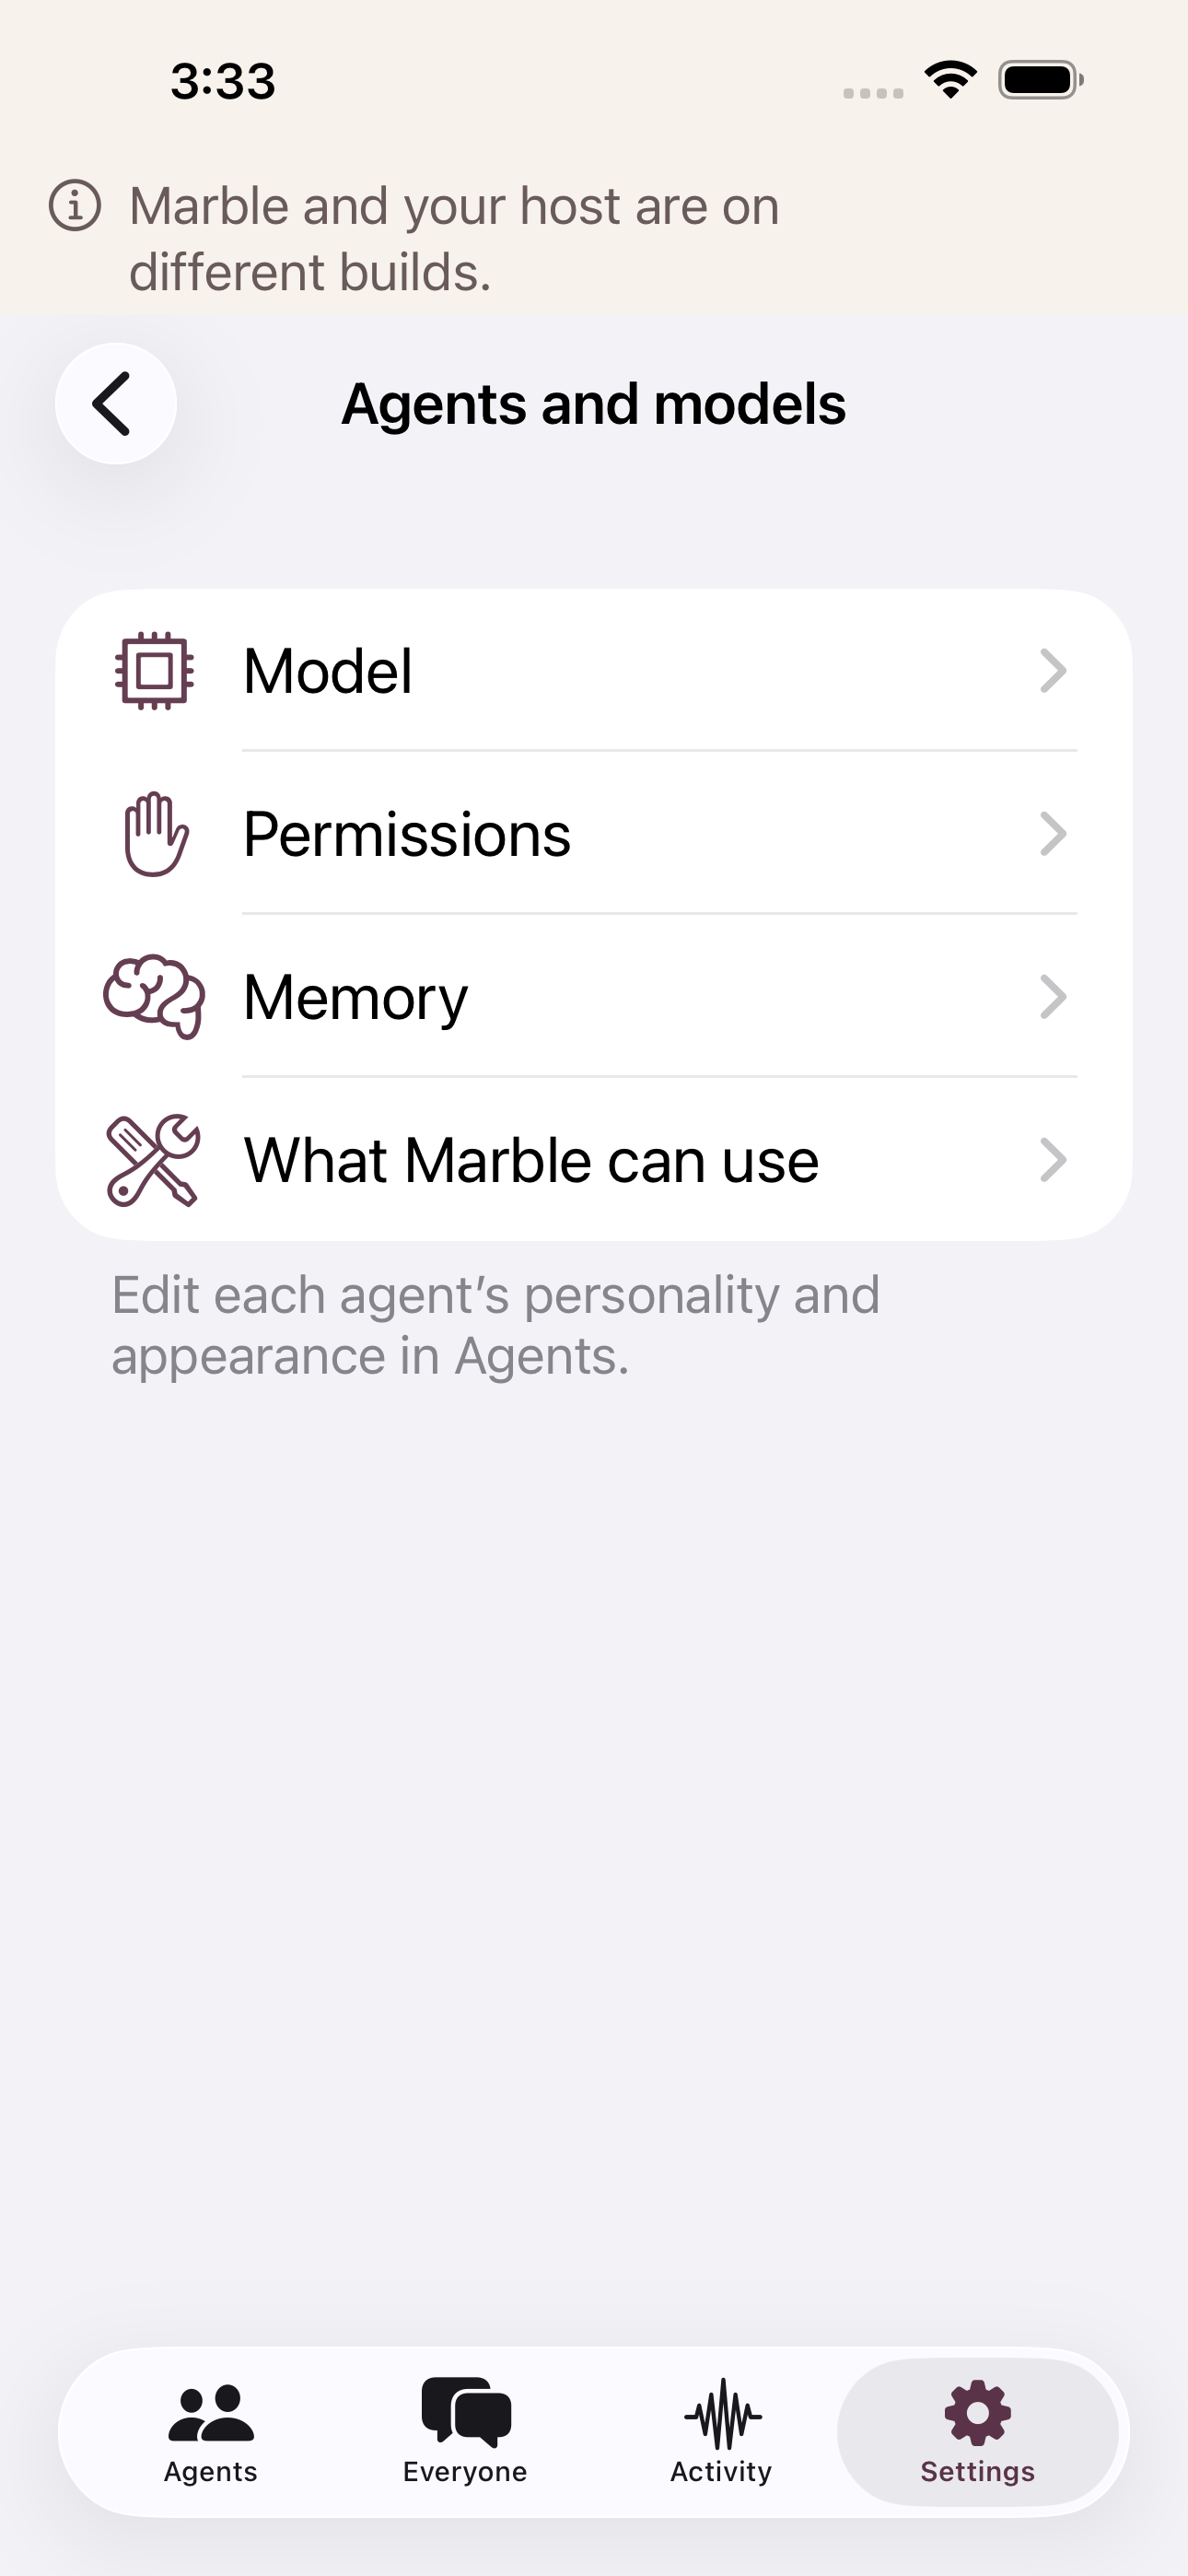 3:33
Marble and your host are on
different builds.
Agents and models
Model
Permissions
Memory
What Marble can use
Edit each agent’s personality and
appearance in Agents.
Agents
Everyone
Activity
Settings